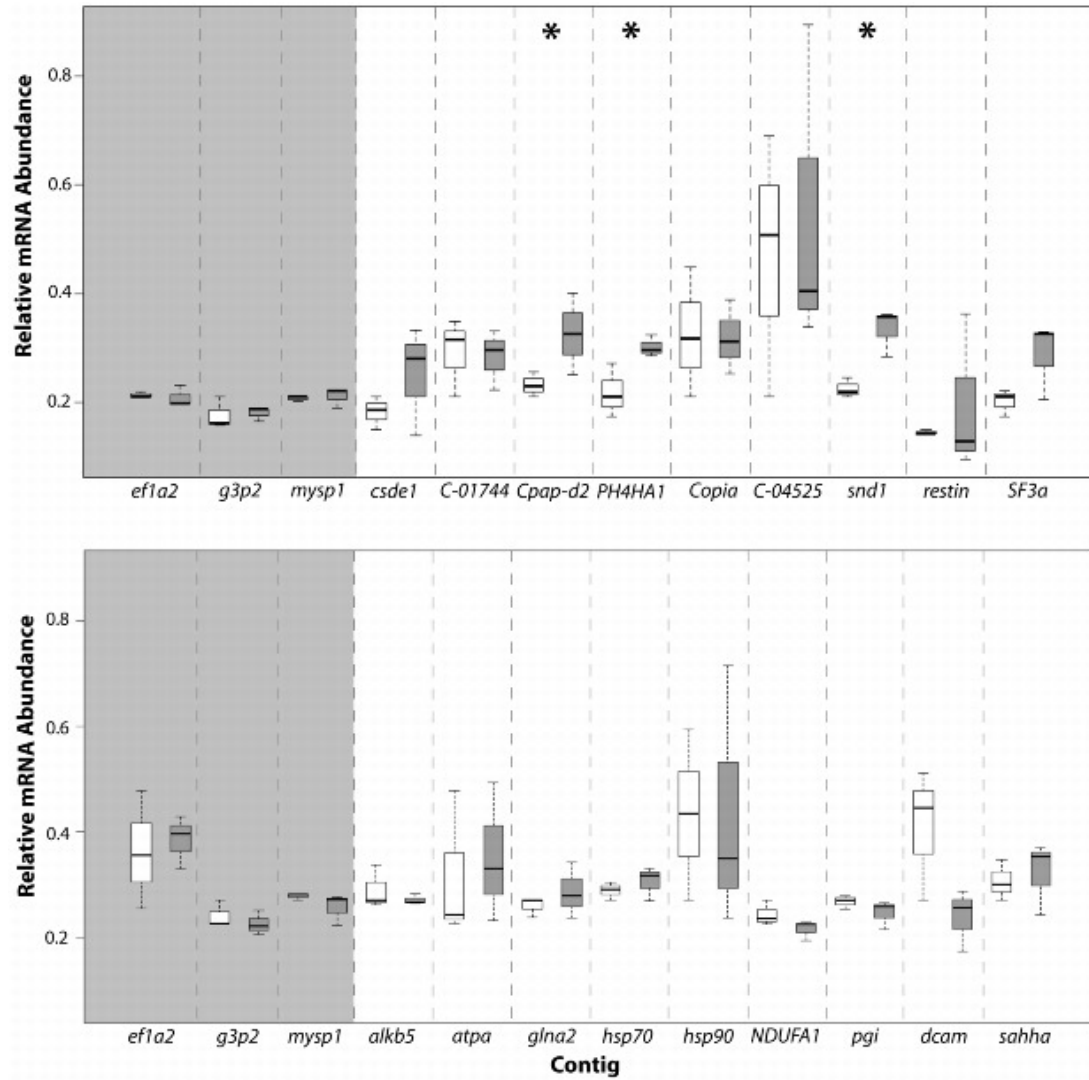 * * *
Relative mRNA Abundance
0.8
0.6
0.4
0.2
ef1a2 g3p2 mysp1 csde1 C-01744 Cpap-d2 PH4HA1 Copia C-04525 snd1 restin SF3a
Relative mRNA Abundance
0.8
0.6
0.4
0.2
ef1a2 g3p2 mysp1 alkb5 atpa glna2 hsp70 hsp90 NDUFA1 pgi dcam sahha
Contig